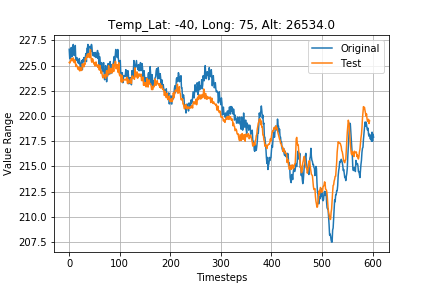 Temp_Lat: -40, Long: 75, Alt: 26534.0
227.5
225.0
222.5
220.0
217.5
215.0
212.5
210.0
207.5
Value Range
Original
Test
0 100 200 300 400 500 600
Timesteps